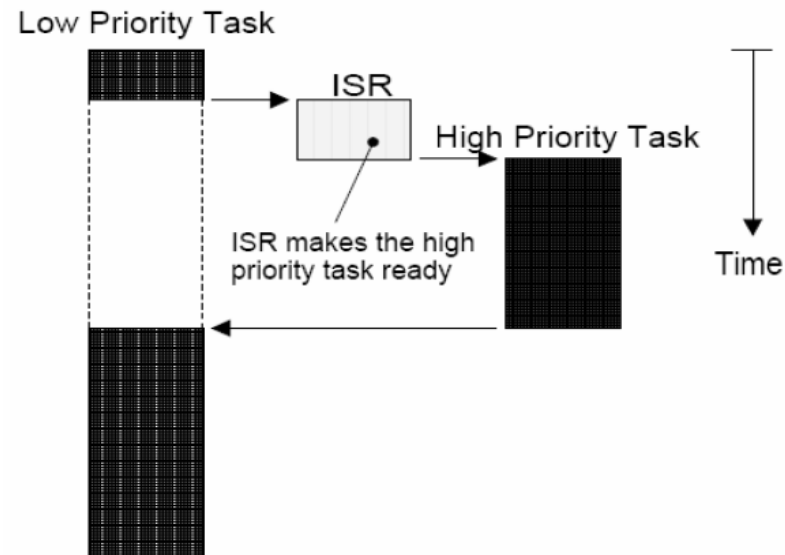 Low Priority Task
ISR
High Priority Task
ISR makes the high
priority task ready
Time